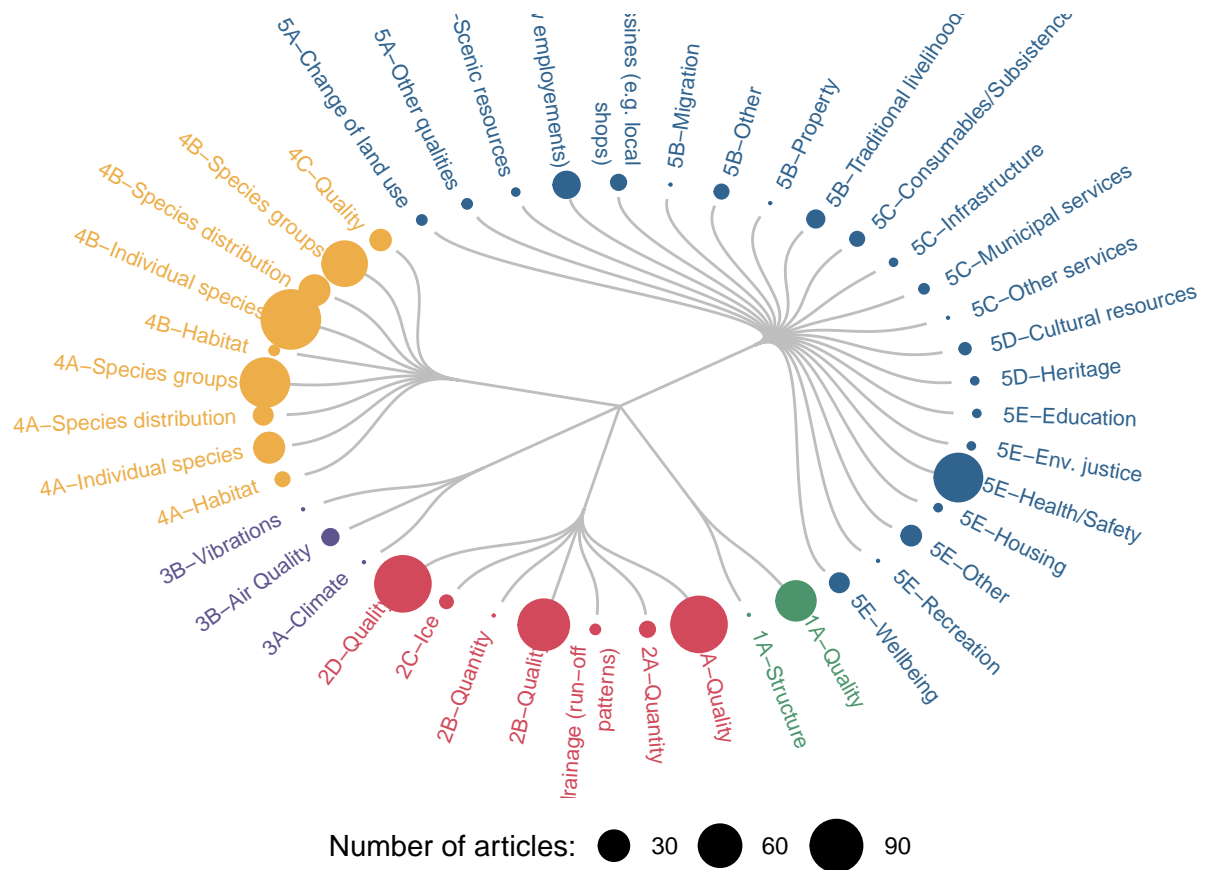 5A−Change of land use
5A−Other qualities
−Scenic resources
employements)
ssines (e.g. local
shops)
5B−Migration
5B−Other
5B−Property
5B−Traditional livelihoods
5C−Consumables/Subsistence
5C−Infrastructure
5C−Municipal services
5C−Other services
5D−Cultural resources
5D−Heritage
5E−Education
5E−Env. justice
5E−Health/Safety
5E−Housing
5E−Other
5E−Recreation
5E−Wellbeing
1A−Quality
1A−Structure
A−Quality
2A−Quantity
rainage (run−off
patterns)
2B−Quality
2B−Quantity
2C−Ice
2D−Quality
3A−Climate
3B−Air Quality
3B−Vibrations
4A−Habitat
4A−Individual species
4A−Species distribution
4A−Species groups
4B−Habitat
4B−Individual species
4B−Species distribution
4B−Species groups
4C−Quality
Number of articles: 30 60 90